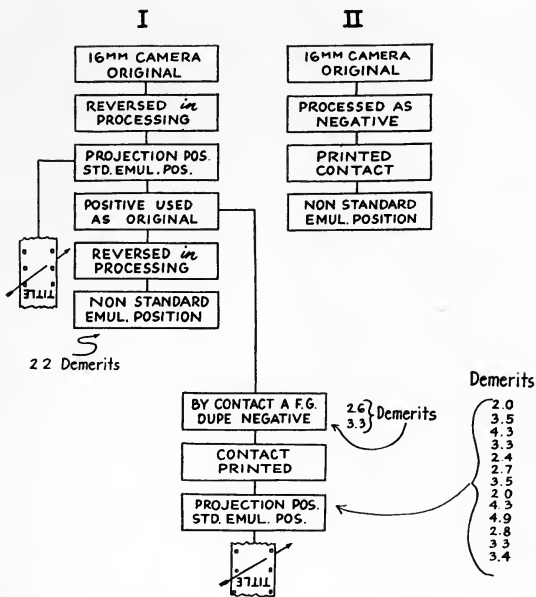 I
16MM CAMERA
ORIGINAL
REVERSED in
PROCESSING
PROJECTION POS.
STD. EMUL. POS.
POSITIVE USED
AS ORIGINAL
REVERSED in
PROCESSING
NON STANDARD
EMUL. POSITION
TITLE
22 Demerits
II
16MM CAMERA
ORIGINAL
PROCESSED AS
NEGATIVE
PRINTED
CONTACT
NON STANDARD
EMUL. POSITION
BY CONTACT A F.G.
DUPE NEGATIVE
2.6
3.3
Demerits
CONTACT
PRINTED
PROJECTION POS.
STD. EMUL. POS.
TITLE
Demerits
2.0
3.5
4.3
3.3
2.4
2.7
3.5
2.0
4.3
4.9
2.8
3.3
3.4